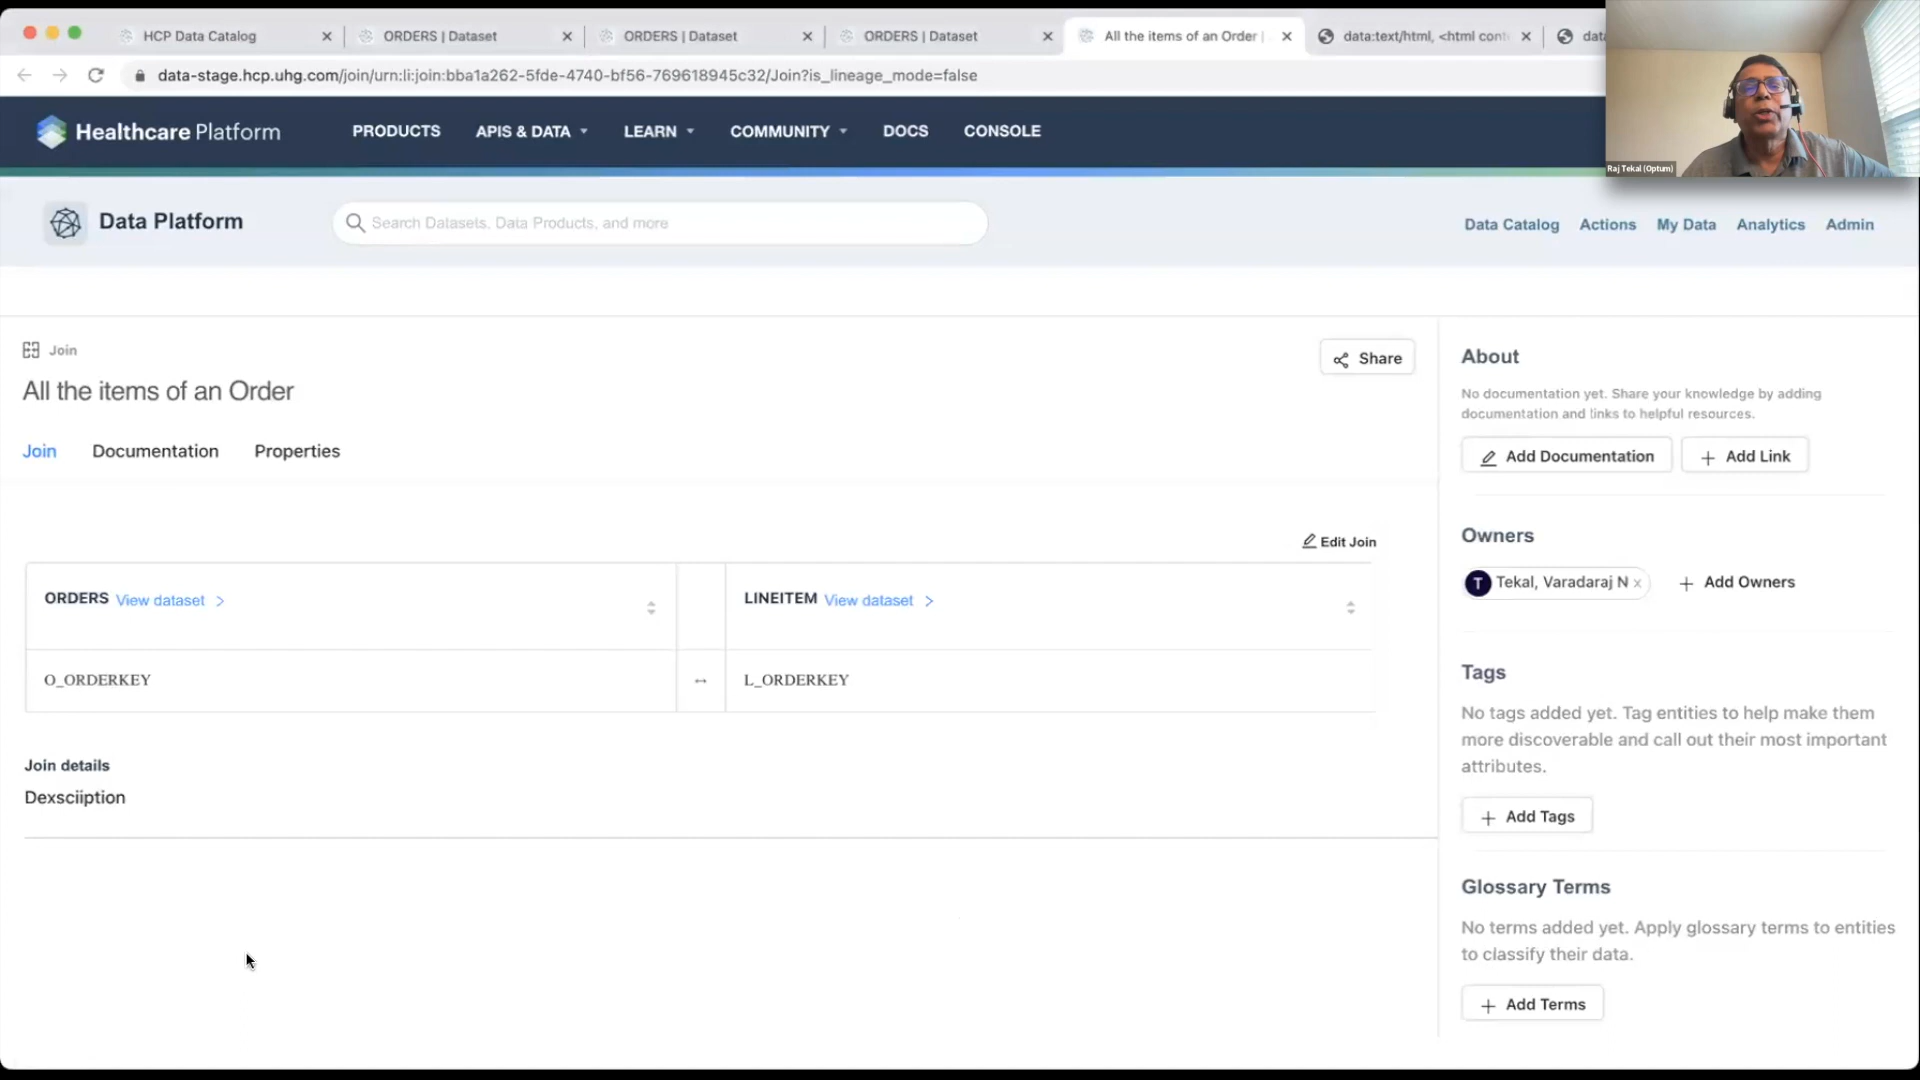 HCP Data Catalog
ORDERS | Dataset
ORDERS | Dataset
ORDERS | Dataset
All the items of an Order |
data:text/html, <html cont
data
data-stage.hcp.uhg.com/join/urn:li:join:bba1a262-5fde-4740-bf56-769618945c32/Join?is_lineage_mode=false
Healthcare Platform
PRODUCTS
APIS & DATA
LEARN
COMMUNITY
DOCS
CONSOLE
Raj Tekal (Optum)
Data Platform
Search Datasets, Data Products, and more
Data Catalog
Actions
My Data
Analytics
Admin
Join
All the items of an Order
Share
Join
Documentation
Properties
Edit Join
ORDERS View dataset >
LINEITEM View dataset >
O_ORDERKEY
↔
L_ORDERKEY
Join details
Dexsciiption
About
No documentation yet. Share your knowledge by adding
documentation and links to helpful resources.
Add Documentation
+ Add Link
Owners
T Tekal, Varadaraj N x
+ Add Owners
Tags
No tags added yet. Tag entities to help make them
more discoverable and call out their most important
attributes.
+ Add Tags
Glossary Terms
No terms added yet. Apply glossary terms to entities
to classify their data.
+ Add Terms